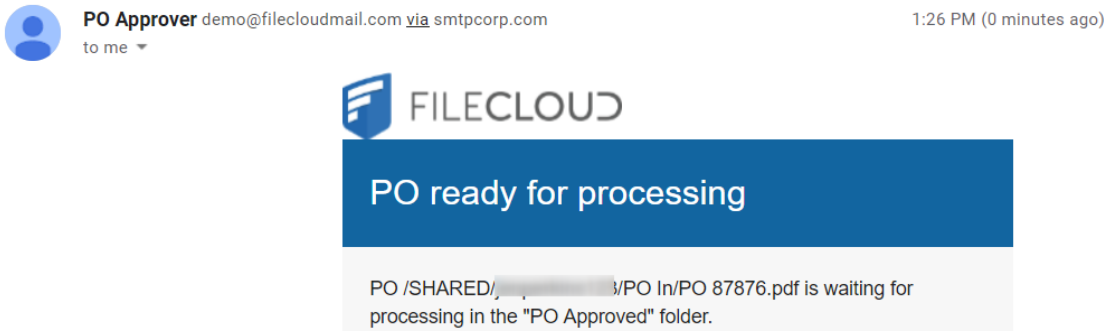 PO Approver demo@filecloudmail.com via smtpcorp.com 1:26 PM (0 minutes ago)
to me
FILECLOUD
PO ready for processing
PO /SHARED/ /PO In/PO 87876.pdf is waiting for
processing in the "PO Approved" folder.